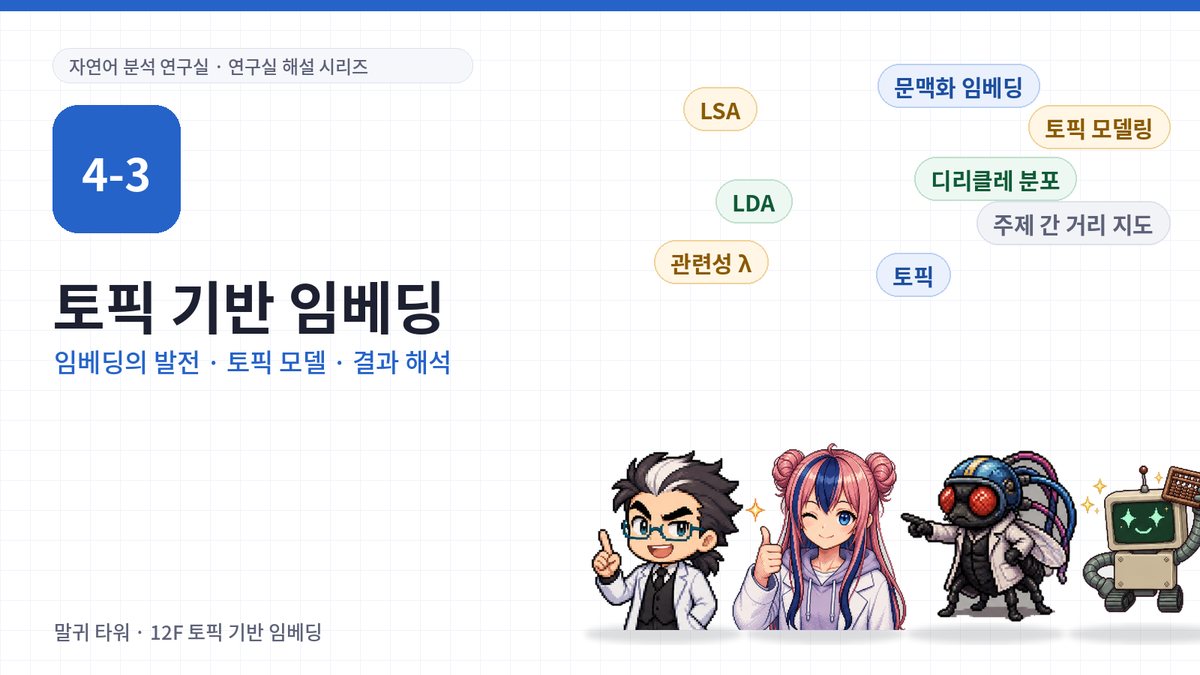 자연어 분석 연구실 · 연구실 해설 시리즈
4-3
토픽 기반 임베딩
임베딩의 발전 · 토픽 모델 · 결과 해석
LSA
문맥화 임베딩
토픽 모델링
디리클레 분포
LDA
주제 간 거리 지도
관련성 λ
토픽
말귀 타워 · 12F 토픽 기반 임베딩